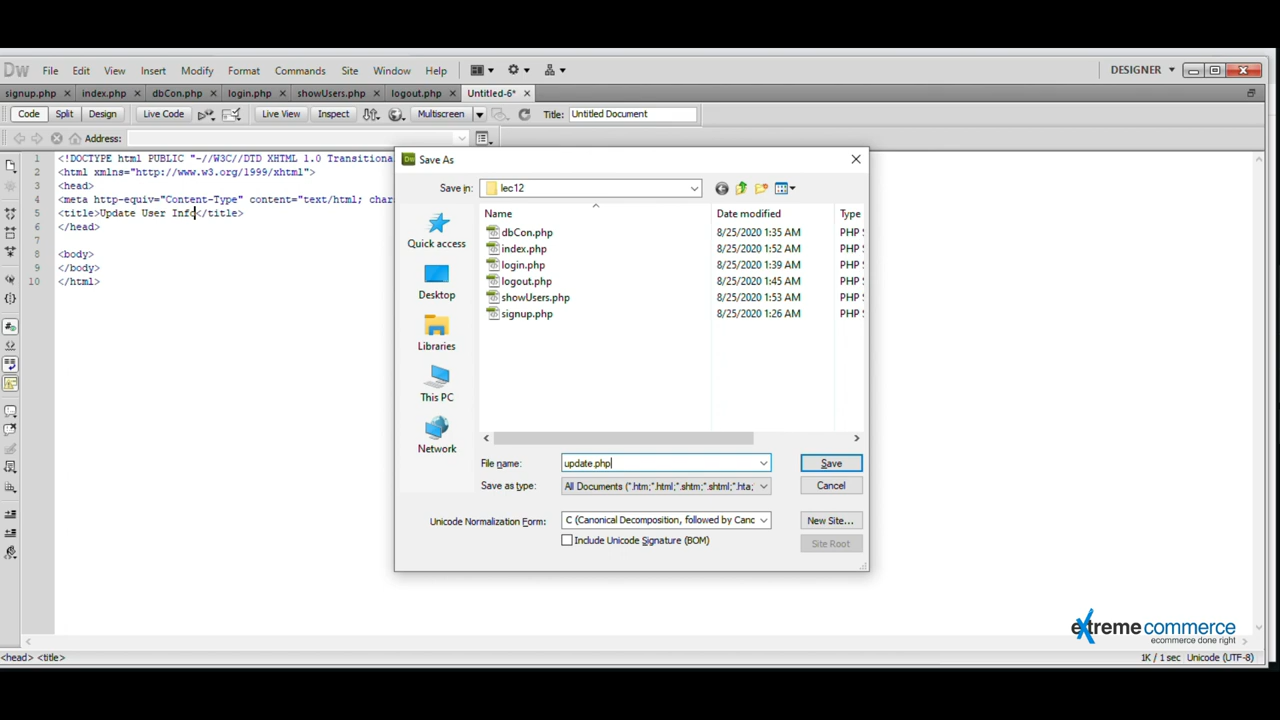 Dw File Edit View Insert Modify Format Commands Site Window Help DESIGNER
signup.php × index.php × dbCon.php × login.php × showUsers.php × logout.php × Untitled-6* ×
Code Split Design Live Code Live View Inspect Multiscreen Title: Untitled Document
Address:
1 <!DOCTYPE html PUBLIC "-//W3C//DTD XHTML 1.0 Transitiona
2 <html xmlns="http://www.w3.org/1999/xhtml">
3 <head>
4 <meta http-equiv="Content-Type" content="text/html; char
5 <title>Update User Info</title>
6 </head>
7
8 <body>
9 </body>
10 </html>
Dw Save As
Save in: lec12
Quick access
Desktop
Libraries
This PC
Network
Name Date modified Type
dbCon.php 8/25/2020 1:35 AM PHP S
index.php 8/25/2020 1:52 AM PHP S
login.php 8/25/2020 1:39 AM PHP S
logout.php 8/25/2020 1:45 AM PHP S
showUsers.php 8/25/2020 1:53 AM PHP S
signup.php 8/25/2020 1:26 AM PHP S
File name: update.php Save
Save as type: All Documents (*.htm;*.html;*.shtm;*.shtml;*.hta; Cancel
Unicode Normalization Form: C (Canonical Decomposition, followed by Canc New Site...
Include Unicode Signature (BOM) Site Root
extreme commerce
ecommerce done right
<head> <title> 1K / 1 sec Unicode (UTF-8)